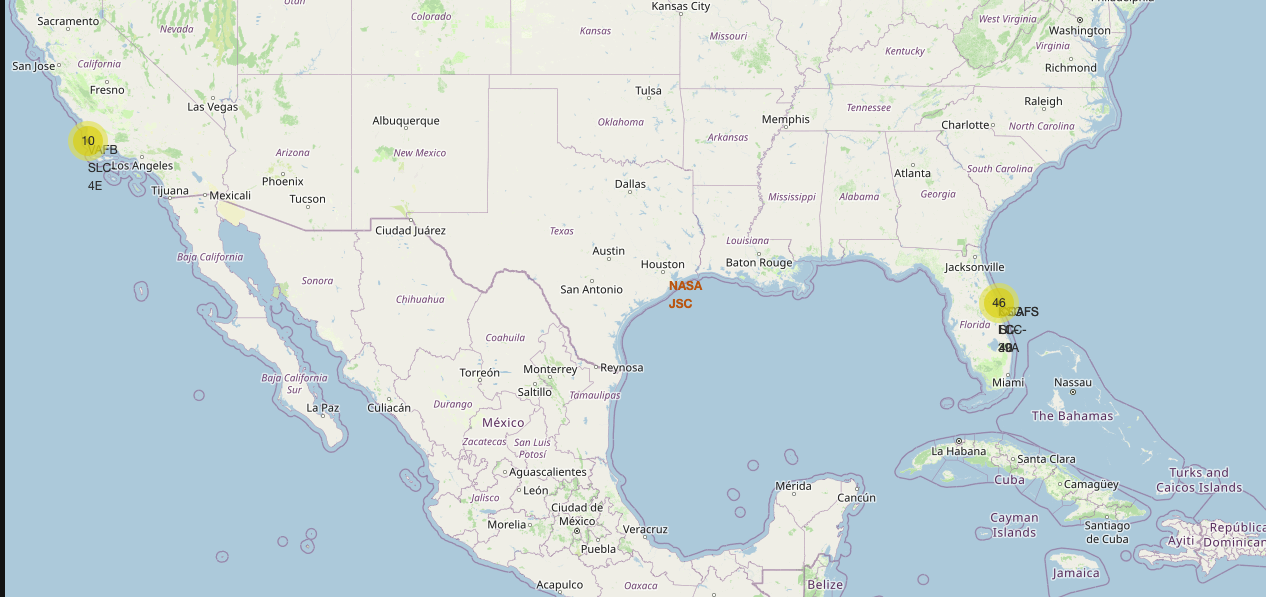 Utah
Colorado
Kansas City
Sacramento
Nevada
Kansas
Missouri
West Virginia
Washington
Virginia
Kentucky
San Jose
California
Richmond
Fresno
Las Vegas
Tulsa
Raleigh
Albuquerque
Oklahoma
Memphis
Tennessee
Charlotte
North Carolina
Arkansas
10
VAFB
SLC-
4E
Los Angeles
Arizona
New Mexico
Atlanta
South Carolina
Phoenix
Dallas
Tijuana
Mexicali
Tucson
Mississippi
Alabama
Georgia
Ciudad Juárez
Texas
Louisiana
Austin
Baja California
Houston
Baton Rouge
Jacksonville
Sonora
San Antonio
NASA
JSC
Chihuahua
46
Florida
Coahuila
Torreón
Monterrey
Reynosa
Baja California
Sur
Saltillo
Tamaulipas
Miami
Nassau
La Paz
Culiacán
Durango
México
The Bahamas
Zacatecas
San Luis
Potosí
La Habana
Santa Clara
Aguascalientes
Cuba
Camagüey
Turks and
Caicos Islands
Jalisco
León
Mérida
Cancún
Ciudad de
México
Morelia
Veracruz
Cayman
Islands
Santiago
de Cuba
Puebla
Ayiti
República
Dominican
Acapulco
Oaxaca
Belize
Jamaica